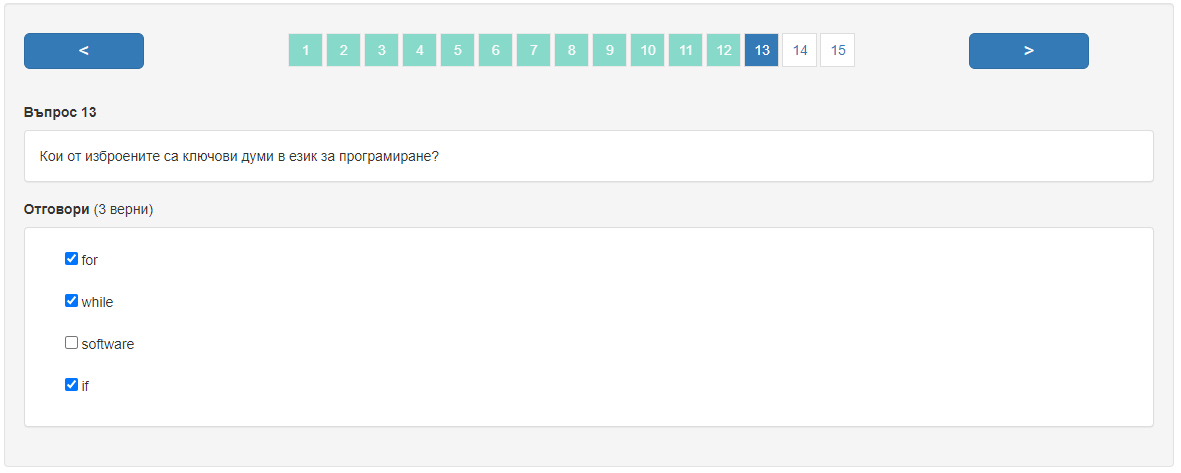 < 1 2 3 4 5 6 7 8 9 10 11 12 13 14 15 >
Въпрос 13
Кои от изброените са ключови думи в език за програмиране?
Отговори (3 верни)
for
while
software
if